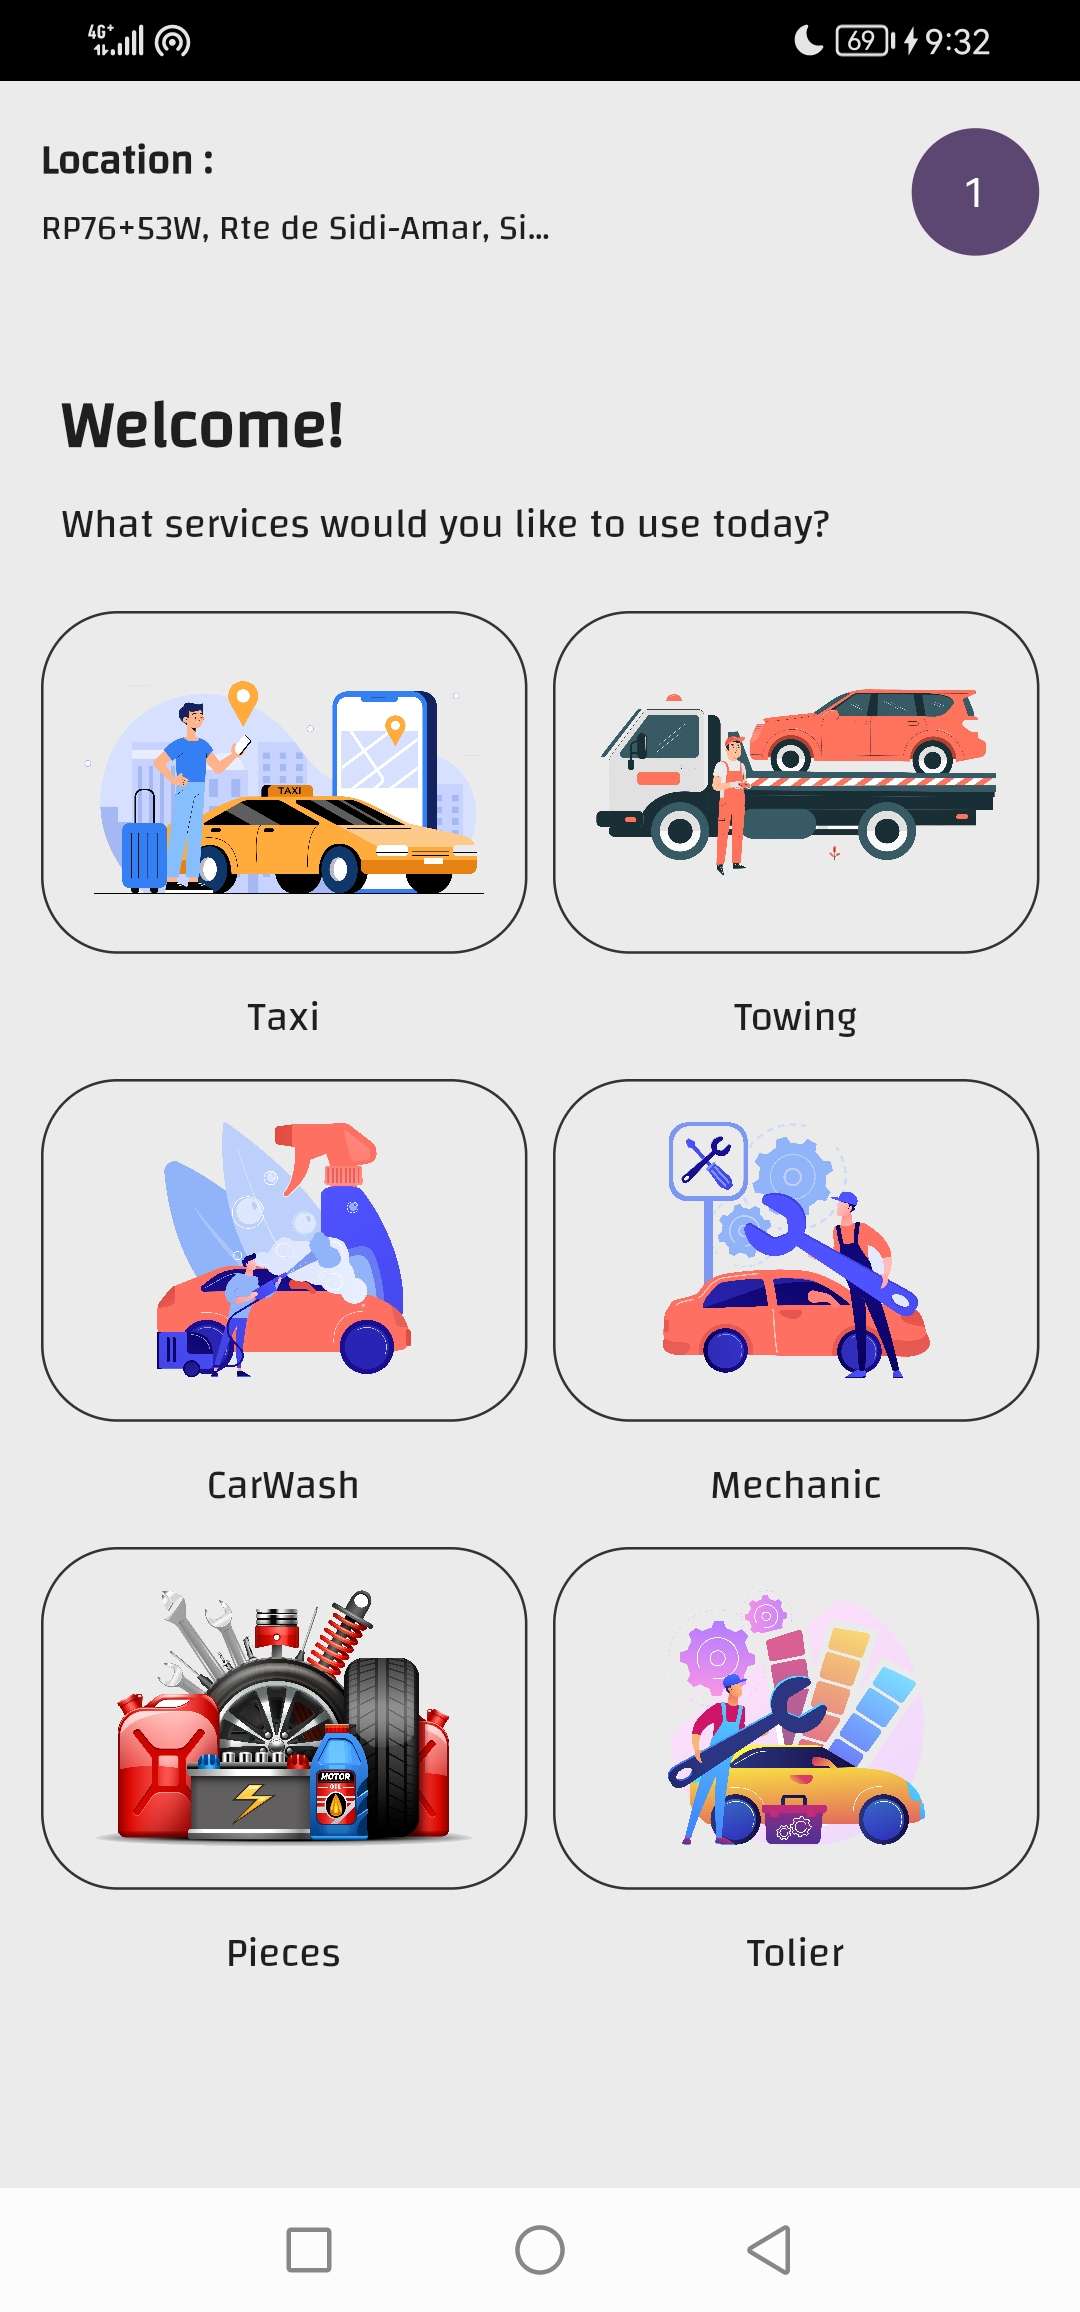 4G+
69
9:32
Location :
1
RP76+53W, Rte de Sidi-Amar, Si...
Welcome!
What services would you like to use today?
TAXI
Taxi
Towing
CarWash
Mechanic
MOTOR
OIL
Pieces
Tolier